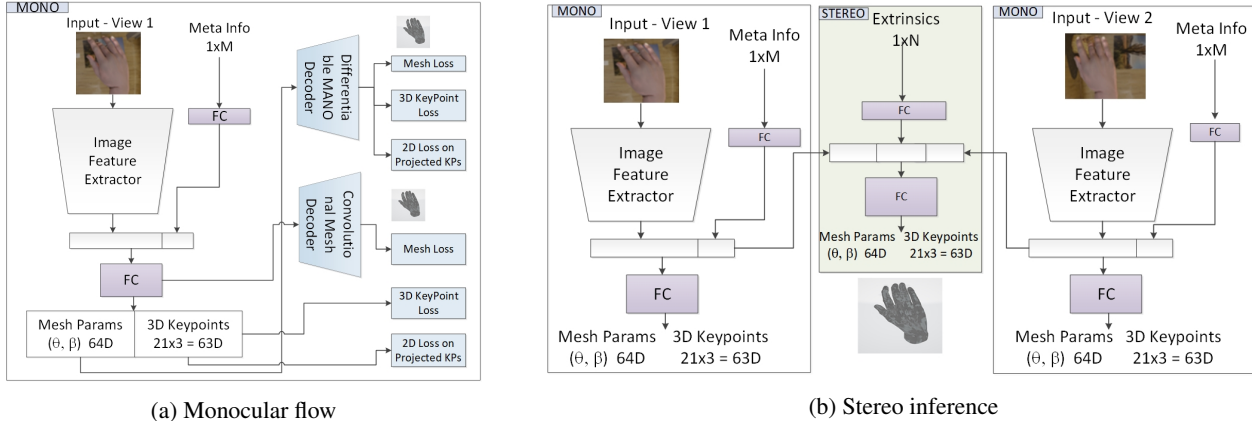 MONO
Input - View 1
Meta Info
1xM
FC
Image
Feature
Extractor
FC
Mesh Params
(θ, β) 64D
3D Keypoints
21x3 = 63D
Differentia
ble MANO
Decoder
Mesh Loss
3D KeyPoint
Loss
2D Loss on
Projected KPs
Convolutio
nal Mesh
Decoder
Mesh Loss
3D KeyPoint
Loss
2D Loss on
Projected KPs
(a) Monocular flow
MONO
Input - View 1
Meta Info
1xM
FC
Image
Feature
Extractor
FC
Mesh Params
(θ, β) 64D
3D Keypoints
21x3 = 63D
STEREO
Extrinsics
1xN
FC
FC
Mesh Params
(θ, β) 64D
3D Keypoints
21x3 = 63D
MONO
Input - View 2
Meta Info
1xM
FC
Image
Feature
Extractor
FC
Mesh Params
(θ, β) 64D
3D Keypoints
21x3 = 63D
(b) Stereo inference